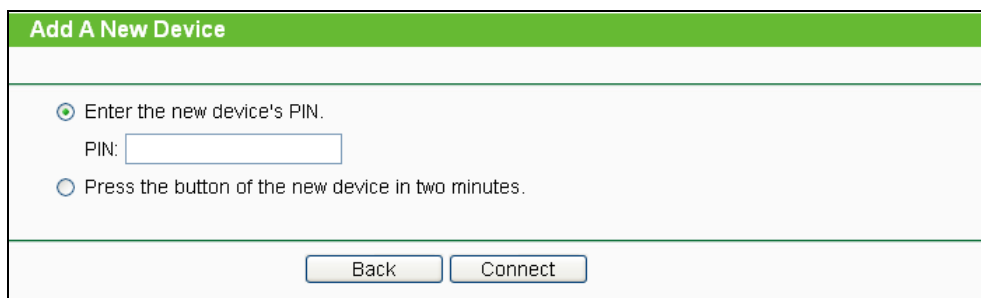 Add A New Device
Enter the new device's PIN.
PIN:
Press the button of the new device in two minutes.
Back Connect